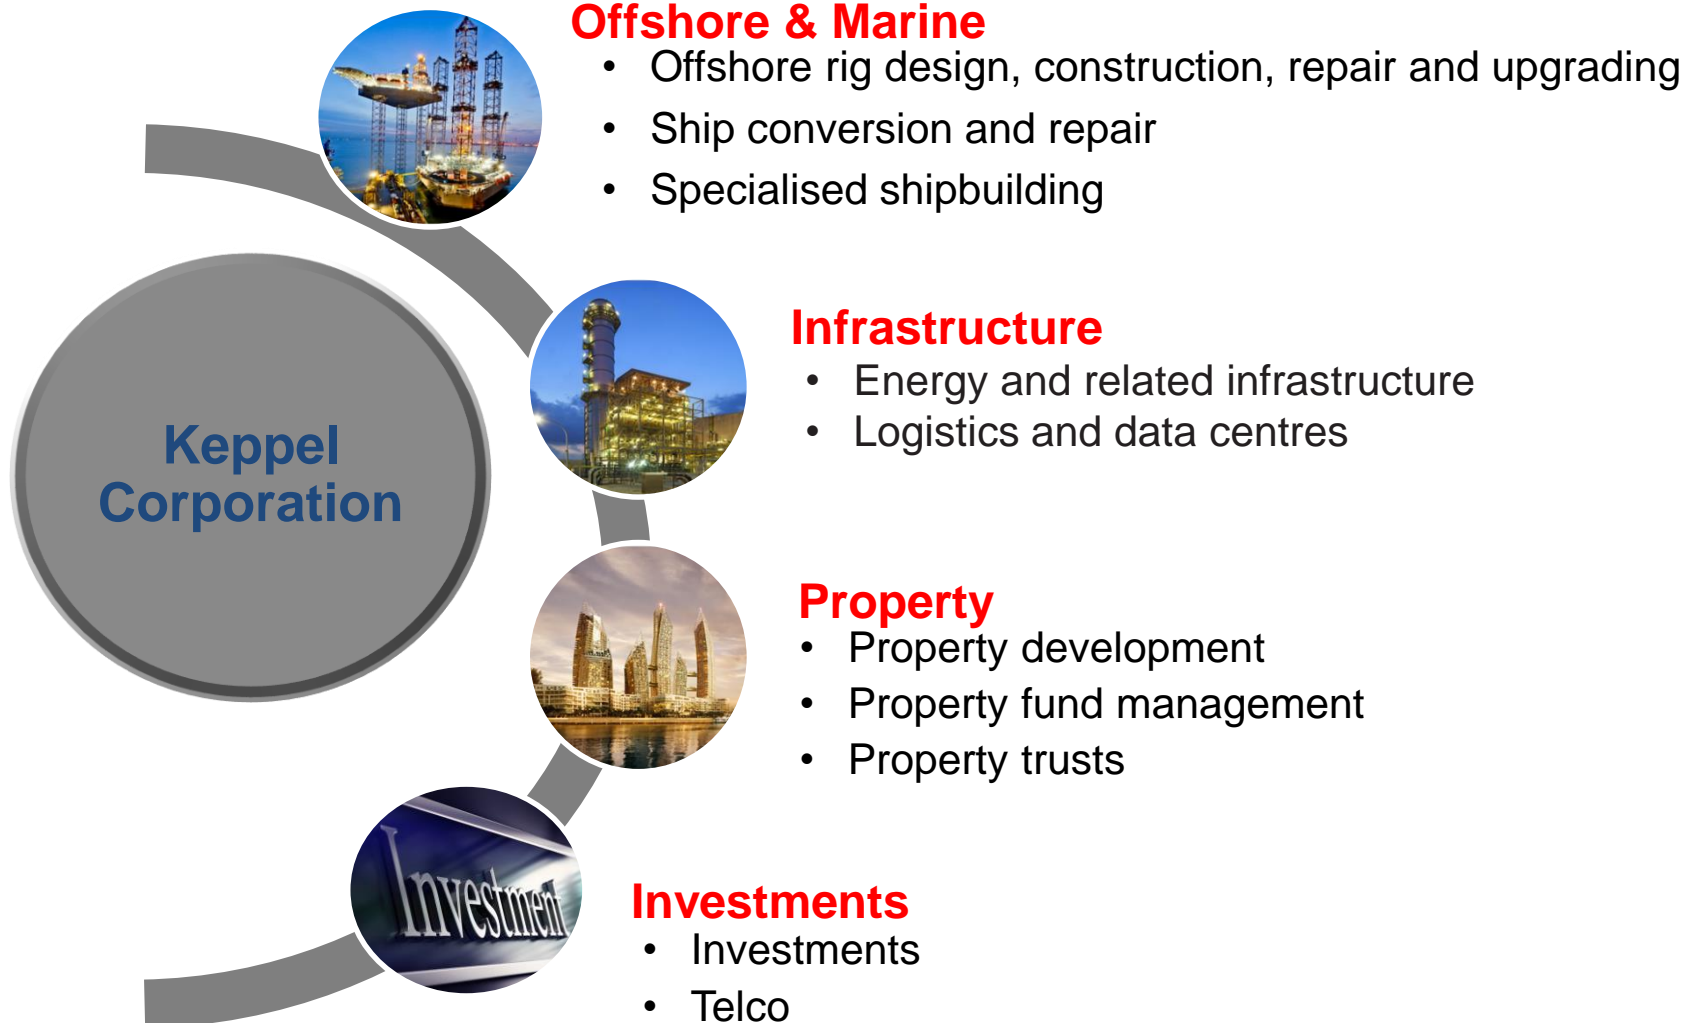 Offshore & Marine
• Offshore rig design, construction, repair and upgrading
• Ship conversion and repair
• Specialised shipbuilding
Keppel
Corporation
Infrastructure
• Energy and related infrastructure
• Logistics and data centres
Property
• Property development
• Property fund management
• Property trusts
Investment
Investments
• Investments
• Telco